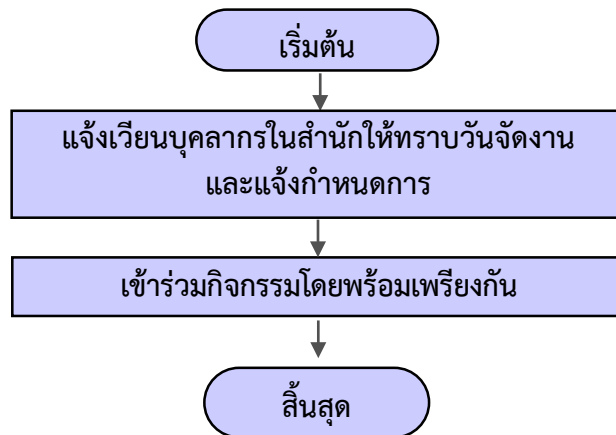 เริ่มต้น
แจ้งเวียนบุคลากรในสำนักให้ทราบวันจัดงาน
และแจ้งกำหนดการ
เข้าร่วมกิจกรรมโดยพร้อมเพรียงกัน
สิ้นสุด